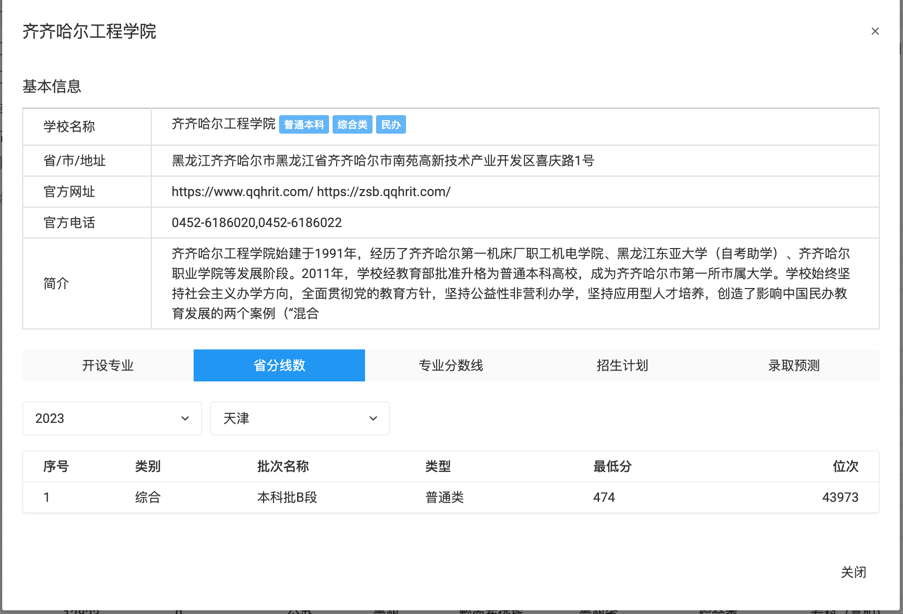 齐齐哈尔工程学院
×
基本信息
学校名称 齐齐哈尔工程学院 普通本科 综合类 民办
省/市/地址 黑龙江齐齐哈尔市黑龙江省齐齐哈尔市南苑高新技术产业开发区喜庆路1号
官方网址 https://www.qqhrit.com/ https://zsb.qqhrit.com/
官方电话 0452-6186020,0452-6186022
简介
齐齐哈尔工程学院始建于1991年，经历了齐齐哈尔第一机床厂职工机电学院、黑龙江东亚大学（自考助学）、齐齐哈尔
职业学院等发展阶段。2011年，学校经教育部批准升格为普通本科高校，成为齐齐哈尔市第一所市属大学。学校始终坚
持社会主义办学方向，全面贯彻党的教育方针，坚持公益性非营利办学，坚持应用型人才培养，创造了影响中国民办教
育发展的两个案例（“混合
开设专业 省分线数 专业分数线 招生计划 录取预测
2023 天津
序号 类别 批次名称 类型 最低分 位次
1 综合 本科批B段 普通类 474 43973
关闭